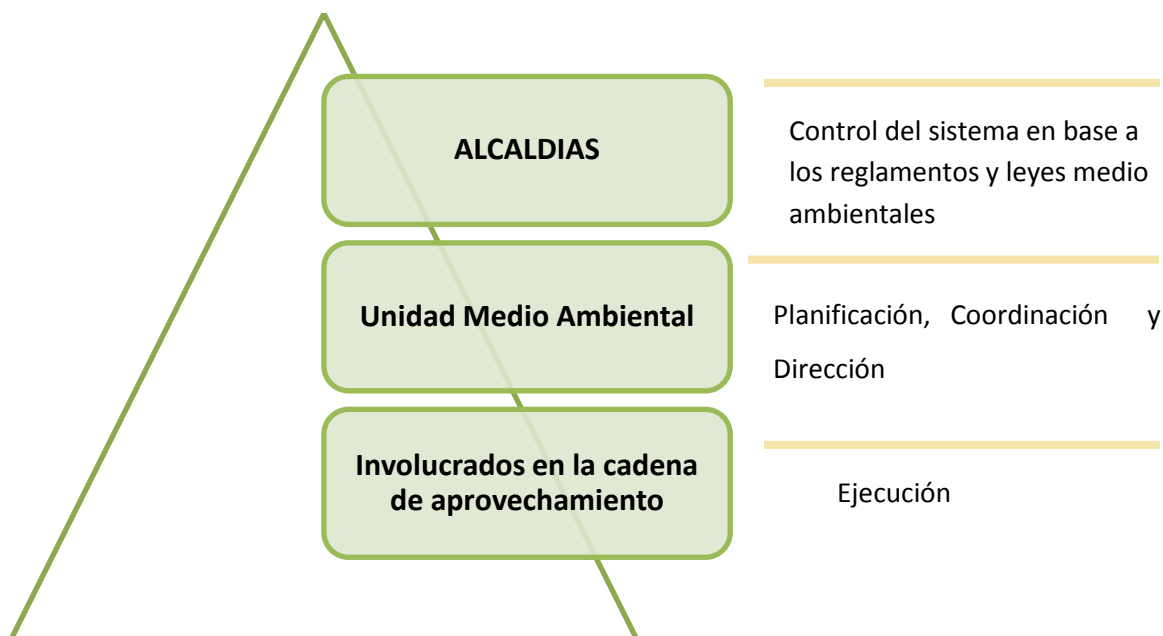 ALCALDIAS
Control del sistema en base a
los reglamentos y leyes medio
ambientales
Unidad Medio Ambiental
Planificación, Coordinación y
Dirección
Involucrados en la cadena
de aprovechamiento
Ejecución